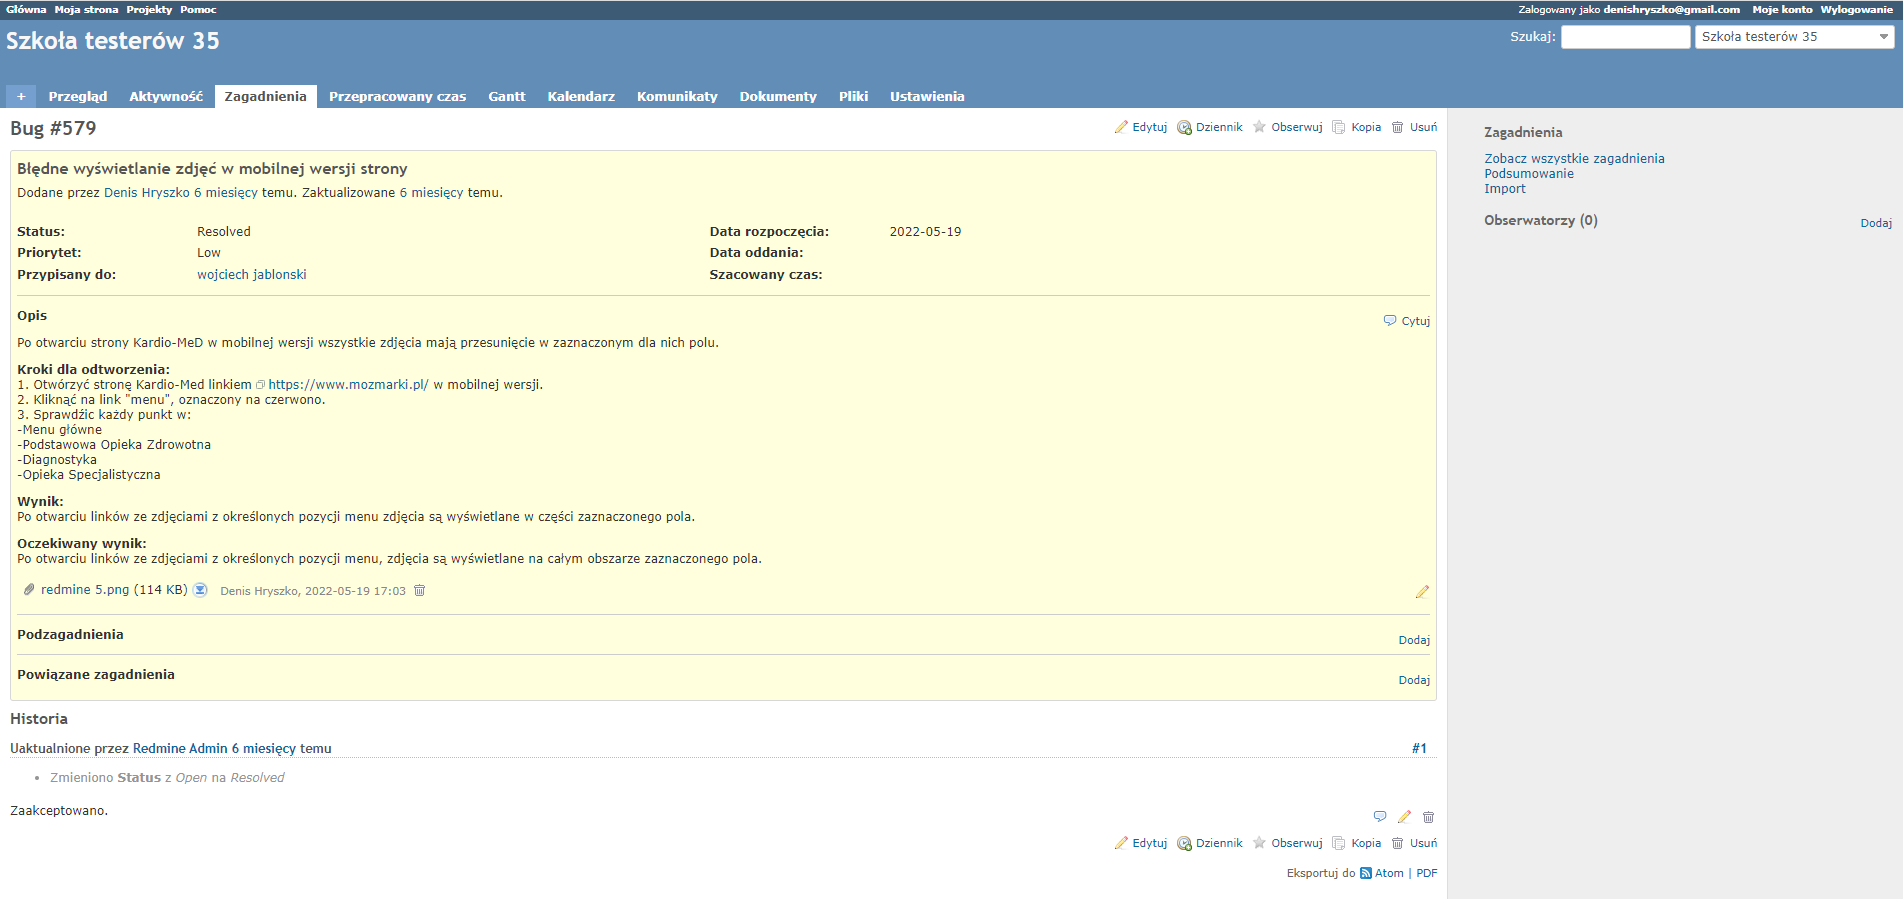 Główna Moja strona Projekty Pomoc
Zalogowany jako denishryszko@gmail.com Moje konto Wylogowanie
Szkoła testerów 35
Szukaj: Szkoła testerów 35
+ Przegląd Aktywność Zagadnienia Przepracowany czas Gantt Kalendarz Komunikaty Dokumenty Pliki Ustawienia
Bug #579
Edytuj Dziennik Obserwuj Kopia Usuń
Błędne wyświetlanie zdjęć w mobilnej wersji strony
Dodane przez Denis Hryszko 6 miesięcy temu. Zaktualizowane 6 miesięcy temu.
Status: Resolved Data rozpoczęcia: 2022-05-19
Priorytet: Low Data oddania:
Przypisany do: wojciech jablonski Szacowany czas:
Opis
Cytuj
Po otwarciu strony Kardio-MeD w mobilnej wersji wszystkie zdjęcia mają przesunięcie w zaznaczonym dla nich polu.
Kroki dla odtworzenia:
1. Otwórzyć stronę Kardio-Med linkiem https://www.mozmarki.pl/ w mobilnej wersji.
2. Kliknąć na link "menu", oznaczony na czerwono.
3. Sprawdźic każdy punkt w:
-Menu główne
-Podstawowa Opieka Zdrowotna
-Diagnostyka
-Opieka Specjalistyczna
Wynik:
Po otwarciu linków ze zdjęciami z określonych pozycji menu zdjęcia są wyświetlane w części zaznaczonego pola.
Oczekiwany wynik:
Po otwarciu linków ze zdjęciami z określonych pozycji menu, zdjęcia są wyświetlane na całym obszarze zaznaczonego pola.
redmine 5.png (114 KB) Denis Hryszko, 2022-05-19 17:03
Podzagadnienia
Dodaj
Powiązane zagadnienia
Dodaj
Historia
Uaktualnione przez Redmine Admin 6 miesięcy temu #1
• Zmieniono Status z Open na Resolved
Zaakceptowano.
Edytuj Dziennik Obserwuj Kopia Usuń
Eksportuj do Atom | PDF
Zagadnienia
Zobacz wszystkie zagadnienia
Podsumowanie
Import
Obserwatorzy (0)
Dodaj